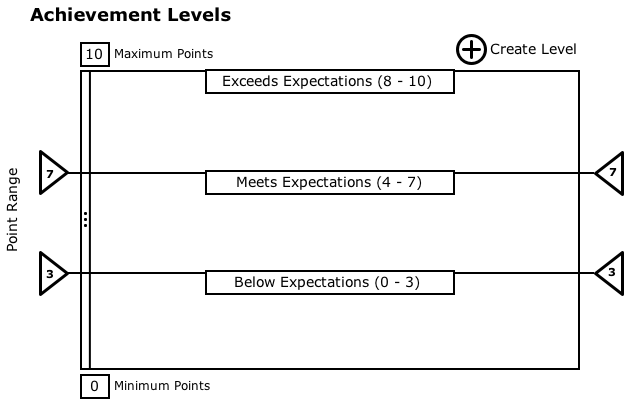 Achievement Levels
10 Maximum Points
Create Level
Exceeds Expectations (8 - 10)
Point Range
7
Meets Expectations (4 - 7)
7
3
Below Expectations (0 - 3)
3
0 Minimum Points